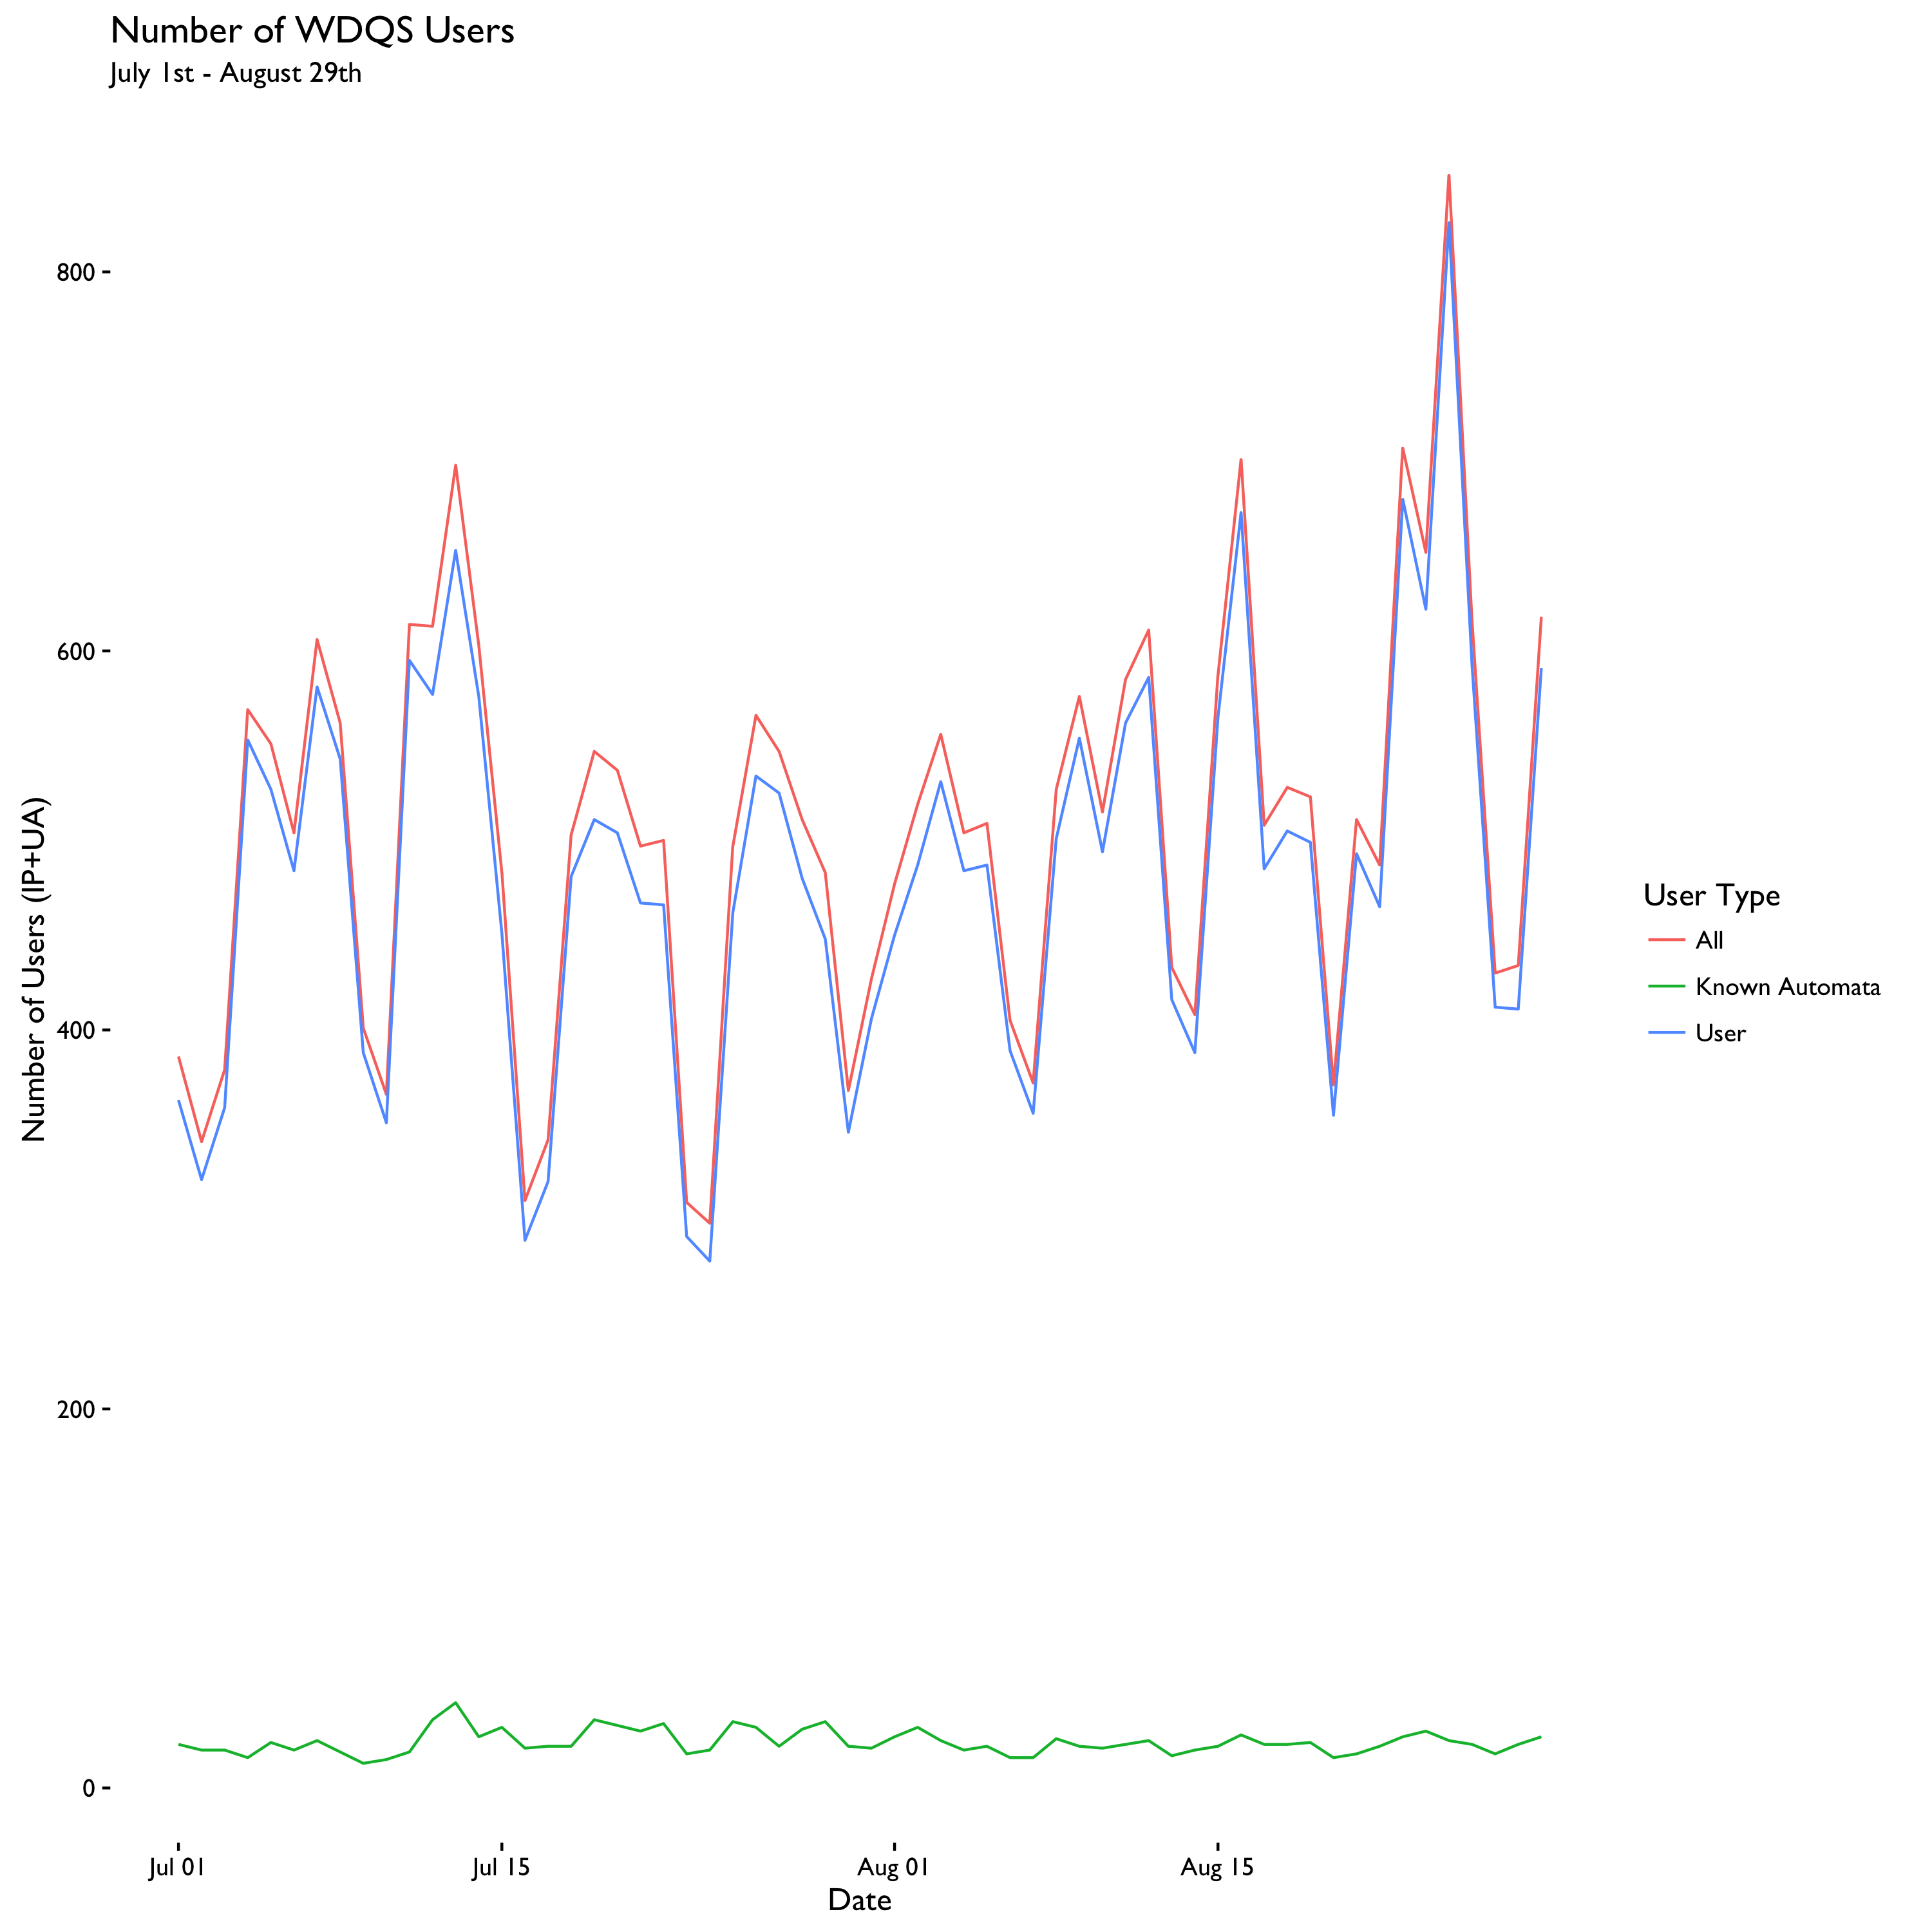 Number of WDQS Users
July 1st - August 29th
800
600
400
200
0
Number of Users (IP+UA)
Jul 01
Jul 15
Aug 01
Aug 15
Date
User Type
All
Known Automata
User